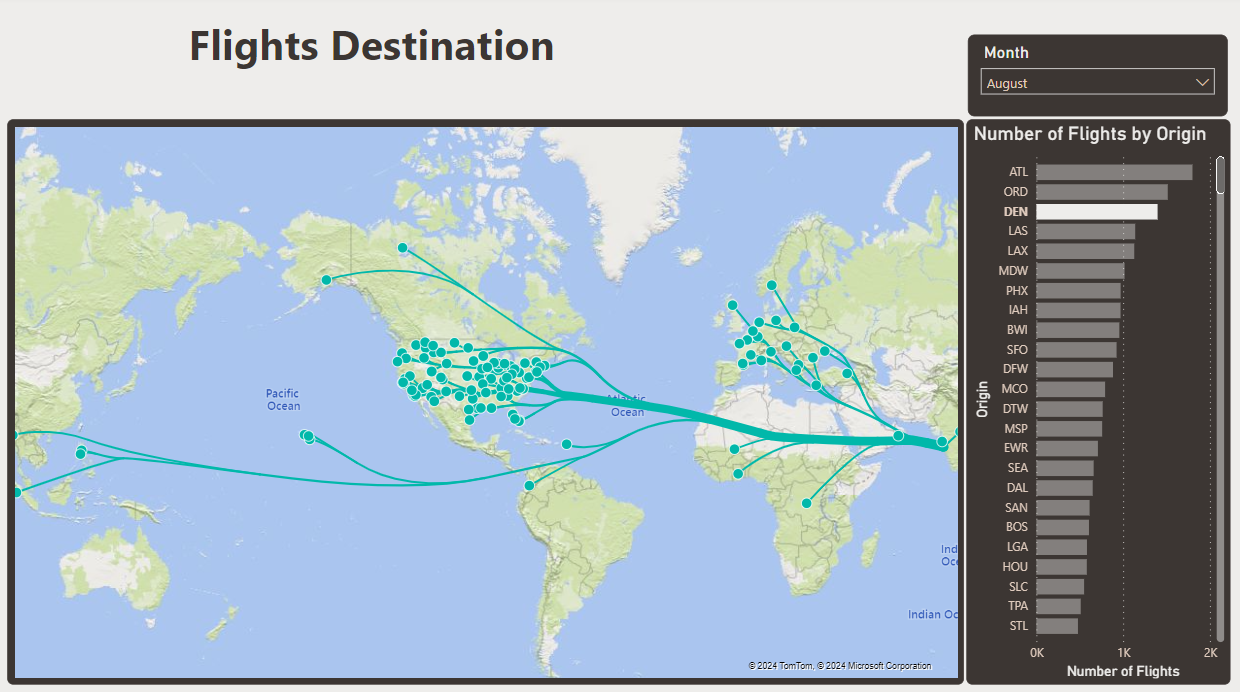 Flights Destination
Month
August
Number of Flights by Origin
ATL
ORD
DEN
LAS
LAX
MDW
PHX
IAH
BWI
SFO
DFW
MCO
DTW
MSP
EWR
SEA
DAL
SAN
BOS
LGA
HOU
SLC
TPA
STL
Origin
0K 1K 2K
Number of Flights
Pacific
Ocean
Atlantic
Ocean
Ind
Oce
Indian Oc
© 2024 TomTom, © 2024 Microsoft Corporation